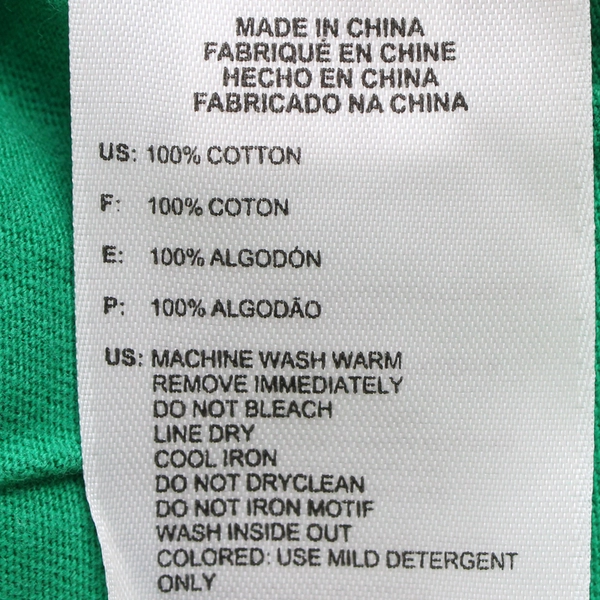 MADE IN CHINA
FABRIQUÉ EN CHINE
HECHO EN CHINA
FABRICADO NA CHINA
US: 100% COTTON
F: 100% COTON
E: 100% ALGODÓN
P: 100% ALGODÃO
US: MACHINE WASH WARM
REMOVE IMMEDIATELY
DO NOT BLEACH
LINE DRY
COOL IRON
DO NOT DRYCLEAN
DO NOT IRON MOTIF
WASH INSIDE OUT
COLORED: USE MILD DETERGENT
ONLY